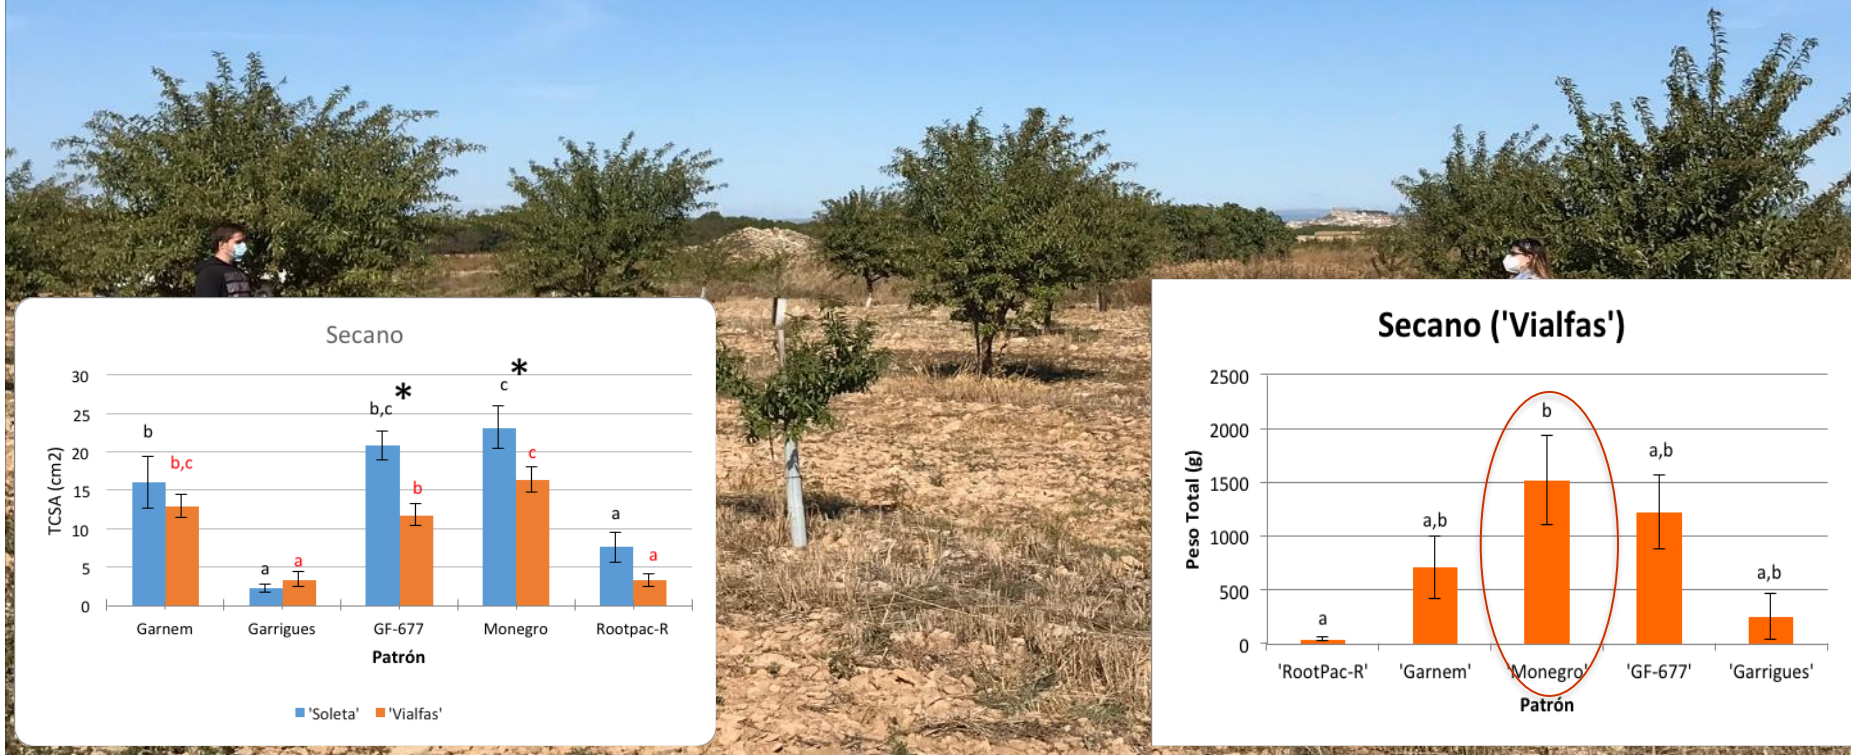 Secano
30
25
20
15
10
5
0
TCSA (cm2)
b
b,c
a
a
b,c
*
b
c
*
c
a
a
Garnem Garrigues GF-677 Monegro Rootpac-R
Patrón
'Soleta' 'Vialfas'
Secano ('Vialfas')
2500
2000
1500
1000
500
0
Peso Total (g)
a
a,b
b
a,b
a,b
'RootPac-R' 'Garnem' 'Monegro' 'GF-677' 'Garrigues'
Patrón